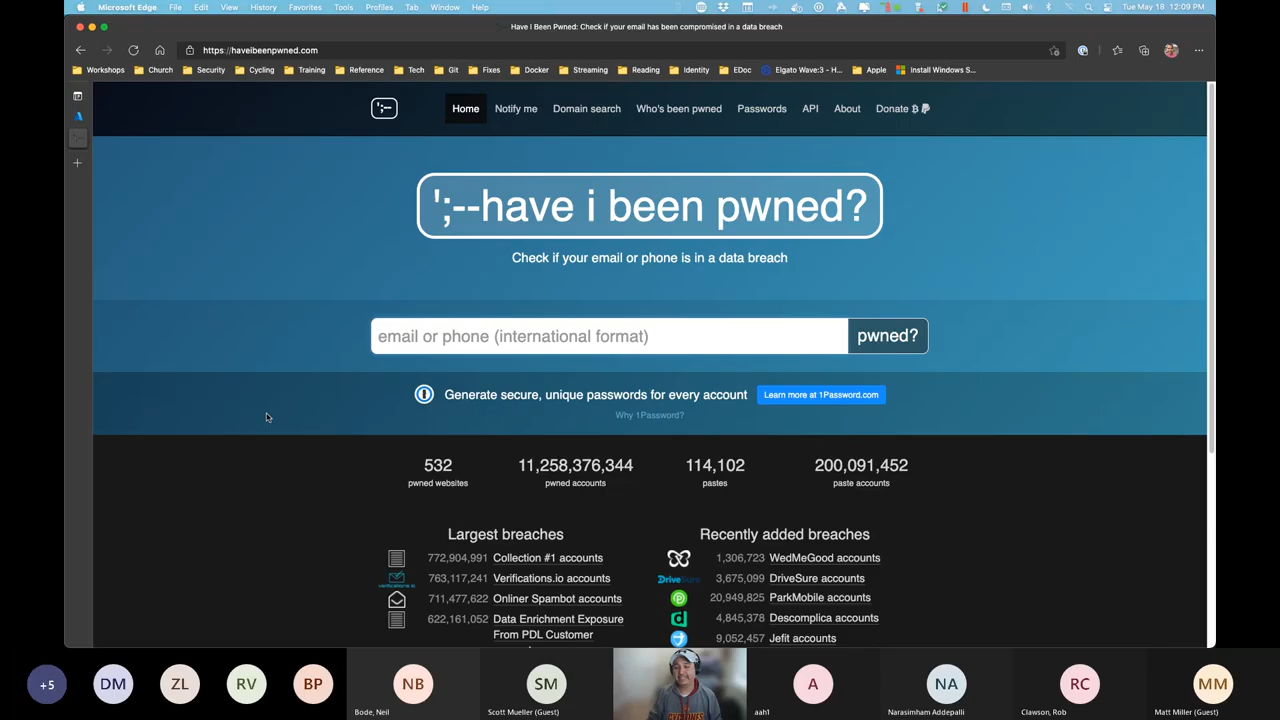 Microsoft Edge File Edit View History Favorites Tools Profiles Tab Window Help
Tue May 18 12:09 PM
Have I Been Pwned: Check if your email has been compromised in a data breach
https://haveibeenpwned.com
Workshops Church Security Cycling Training Reference Tech Git Fixes Docker Streaming Reading Identity EDoc Elgato Wave:3 - H... Apple Install Windows S...
';-- Home Notify me Domain search Who's been pwned Passwords API About Donate
';--have i been pwned?
Check if your email or phone is in a data breach
email or phone (international format) pwned?
Generate secure, unique passwords for every account Learn more at 1Password.com
Why 1Password?
532 11,258,376,344 114,102 200,091,452
pwned websites pwned accounts pastes paste accounts
Largest breaches
772,904,991 Collection #1 accounts
763,117,241 Verifications.io accounts
711,477,622 Onliner Spambot accounts
622,161,052 Data Enrichment Exposure
From PDL Customer
Recently added breaches
1,306,723 WedMeGood accounts
3,675,099 DriveSure accounts
20,949,825 ParkMobile accounts
4,845,378 Descomplica accounts
9,052,457 Jefit accounts
+5 DM ZL RV BP NB SM A NA RC MM
Bode, Neil Scott Mueller (Guest) aah1 Narasimham Addepalli Clawson, Rob Matt Miller (Guest)